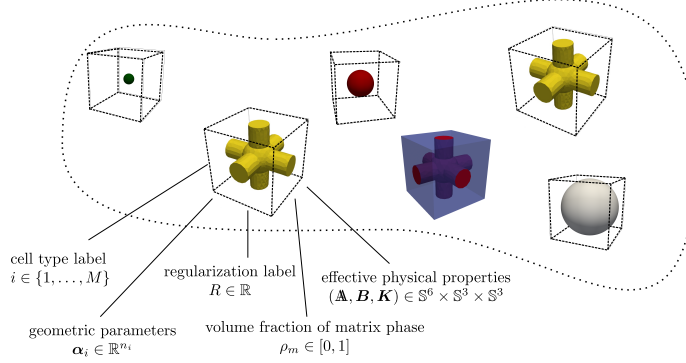 cell type label
i ∈ {1, . . . , M}
regularization label
R ∈ ℝ
effective physical properties
(𝔸, B, K) ∈ 𝕊⁶ × 𝕊³ × 𝕊³
geometric parameters
αᵢ ∈ ℝⁿⁱ
volume fraction of matrix phase
ρₘ ∈ [0, 1]